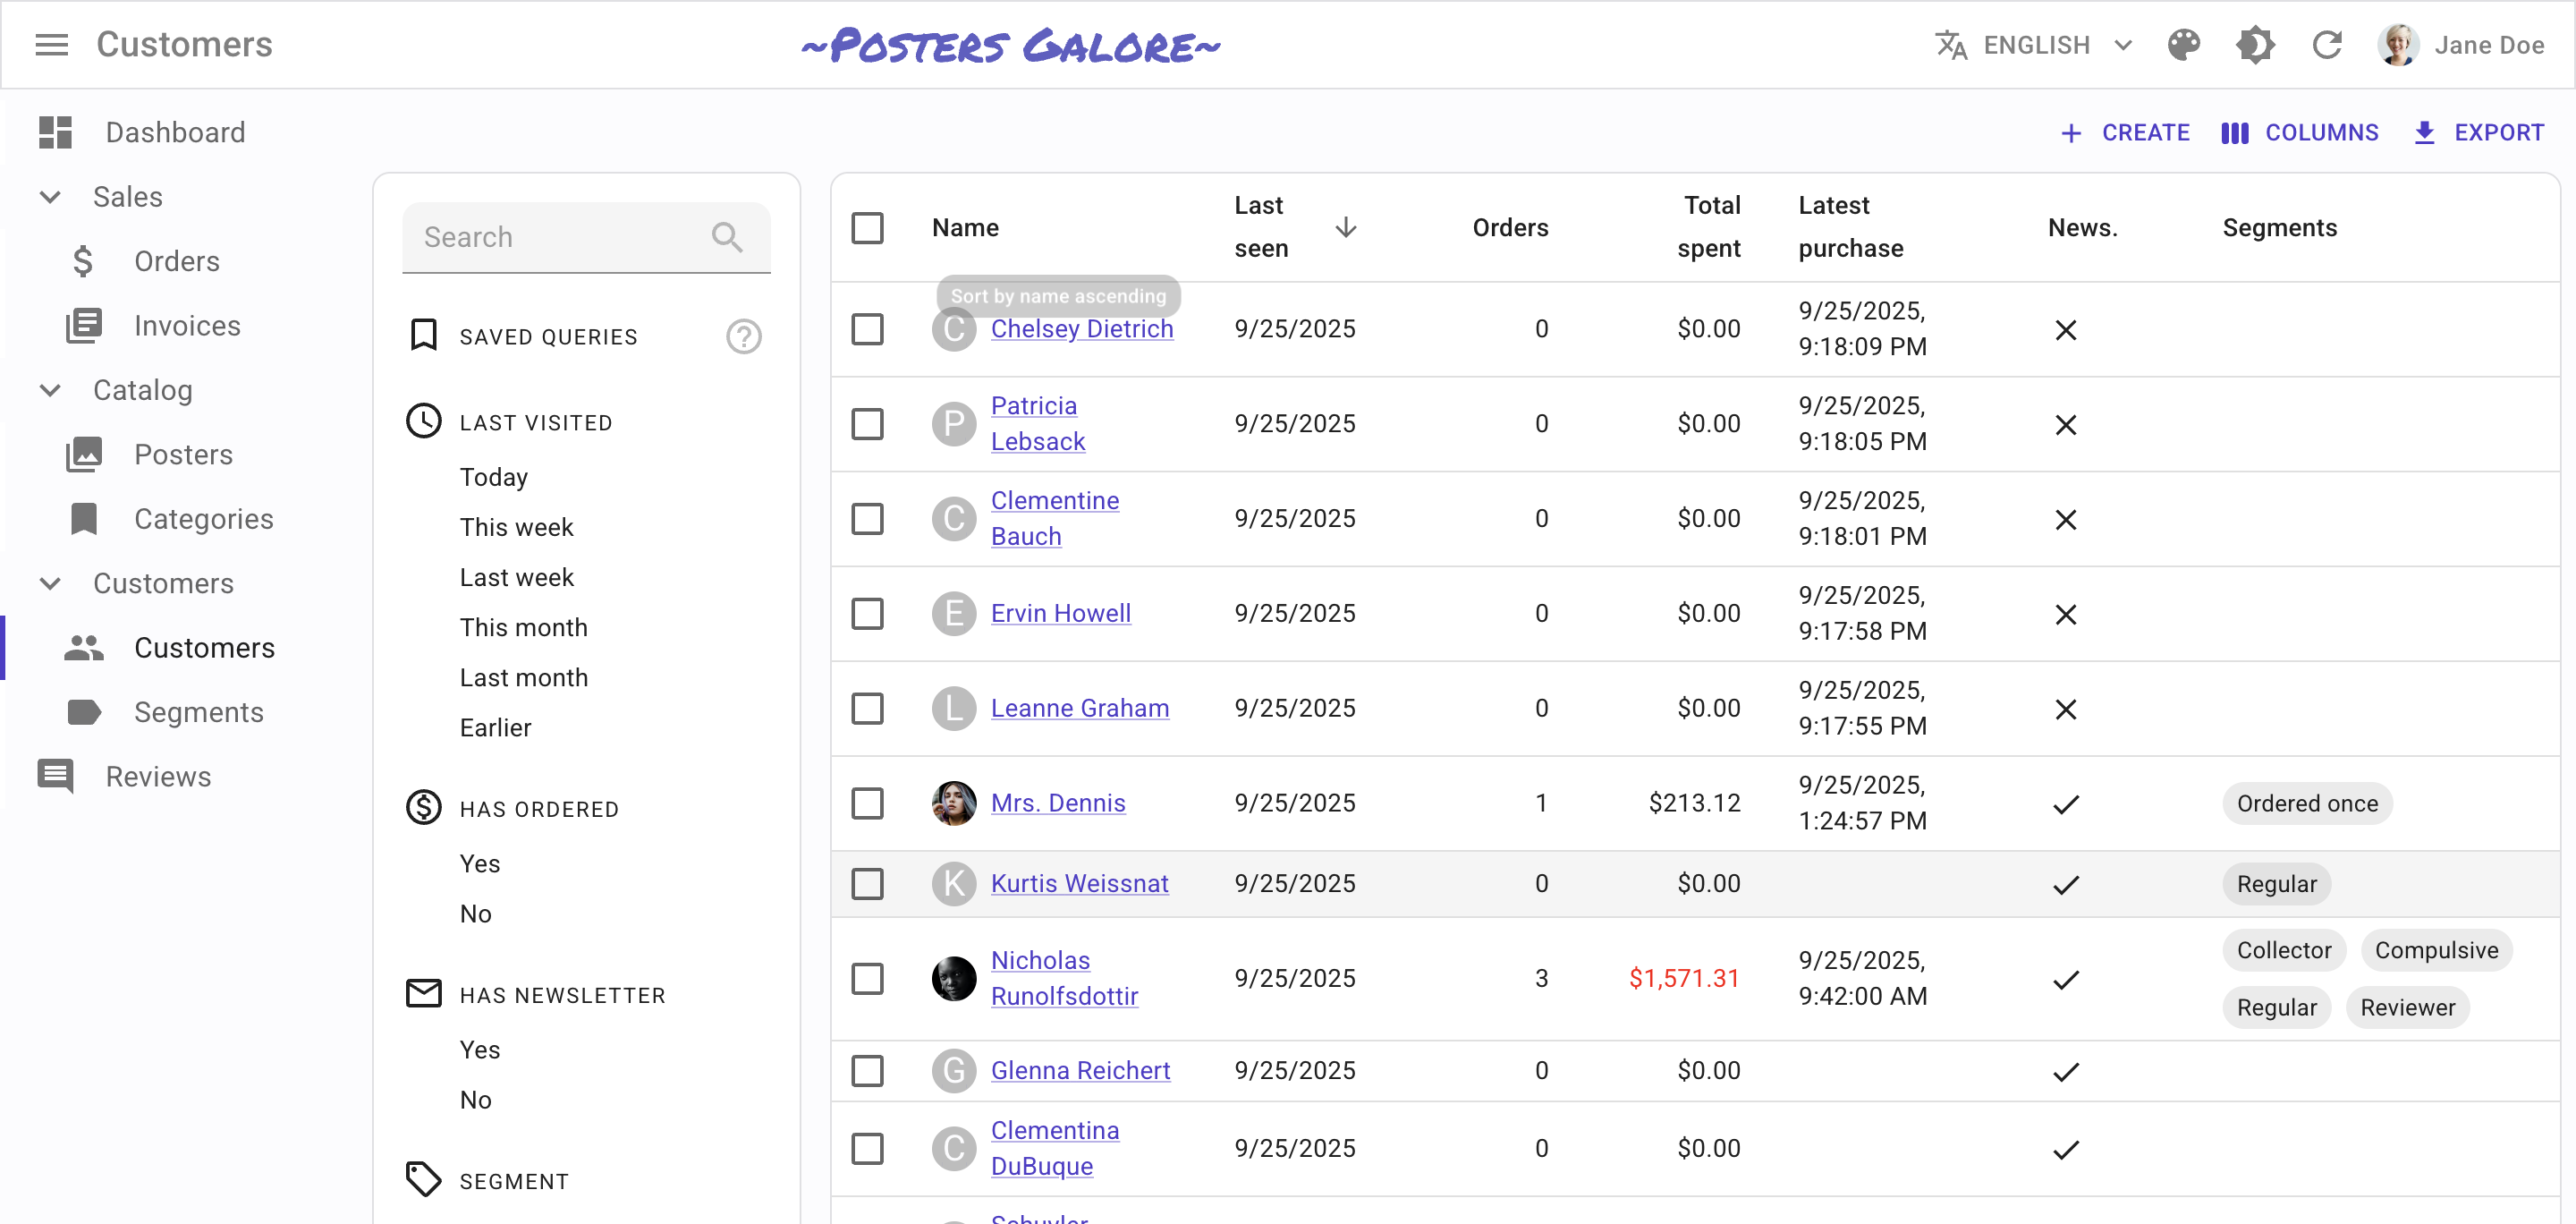 Customers
~Posters Galore~
ENGLISH
Jane Doe
Dashboard
Sales
Orders
Invoices
Catalog
Posters
Categories
Customers
Customers
Segments
Reviews
CREATE
COLUMNS
EXPORT
Search
SAVED QUERIES
LAST VISITED
Today
This week
Last week
This month
Last month
Earlier
HAS ORDERED
Yes
No
HAS NEWSLETTER
Yes
No
SEGMENT
Name
Last
seen
Orders
Total
spent
Latest
purchase
News.
Segments
Sort by name ascending
C Chelsey Dietrich 9/25/2025 0 $0.00 9/25/2025,
9:18:09 PM
P Patricia
Lebsack 9/25/2025 0 $0.00 9/25/2025,
9:18:05 PM
C Clementine
Bauch 9/25/2025 0 $0.00 9/25/2025,
9:18:01 PM
E Ervin Howell 9/25/2025 0 $0.00 9/25/2025,
9:17:58 PM
L Leanne Graham 9/25/2025 0 $0.00 9/25/2025,
9:17:55 PM
Mrs. Dennis 9/25/2025 1 $213.12 9/25/2025,
1:24:57 PM
Ordered once
K Kurtis Weissnat 9/25/2025 0 $0.00 Regular
Nicholas
Runolfsdottir 9/25/2025 3 $1,571.31 9/25/2025,
9:42:00 AM
Collector Compulsive
Regular Reviewer
G Glenna Reichert 9/25/2025 0 $0.00
C Clementina
DuBuque 9/25/2025 0 $0.00
Schuyler